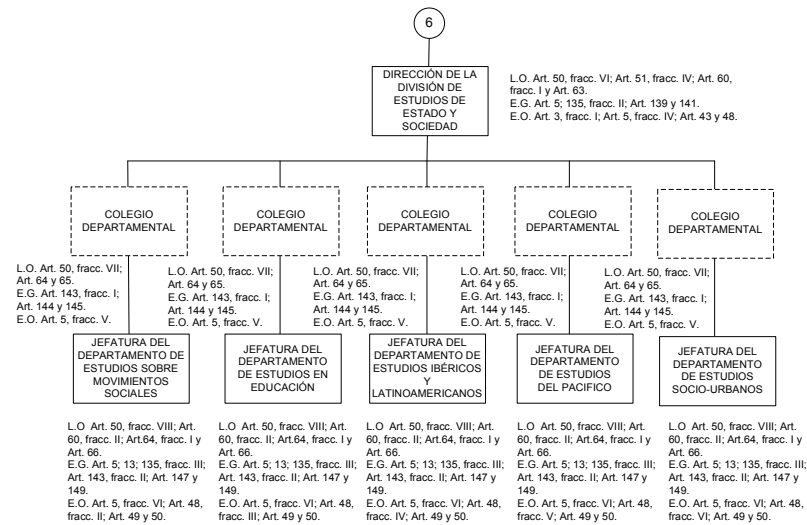 6
DIRECCIÓN DE LA
DIVISIÓN DE
ESTUDIOS DE
ESTADO Y
SOCIEDAD
L.O. Art. 50, fracc. VI; Art. 51, fracc. IV; Art. 60,
fracc. I y Art. 63.
E.G. Art. 5; 135, fracc. II; Art. 139 y 141.
E.O. Art. 3, fracc. I; Art. 5, fracc. IV; Art. 43 y 48.
COLEGIO
DEPARTAMENTAL
COLEGIO
DEPARTAMENTAL
COLEGIO
DEPARTAMENTAL
COLEGIO
DEPARTAMENTAL
COLEGIO
DEPARTAMENTAL
L.O. Art. 50, fracc. VII;
Art. 64 y 65.
E.G. Art. 143, fracc. I;
Art. 144 y 145.
E.O. Art. 5, fracc. V.
L.O. Art. 50, fracc. VII;
Art. 64 y 65.
E.G. Art. 143, fracc. I;
Art. 144 y 145.
E.O. Art. 5, fracc. V.
L.O. Art. 50, fracc. VII;
Art. 64 y 65.
E.G. Art. 143, fracc. I;
Art. 144 y 145.
E.O. Art. 5, fracc. V.
L.O. Art. 50, fracc. VII;
Art. 64 y 65.
E.G. Art. 143, fracc. I;
Art. 144 y 145.
E.O. Art. 5, fracc. V.
L.O. Art. 50, fracc. VII;
Art. 64 y 65.
E.G. Art. 143, fracc. I;
Art. 144 y 145.
E.O. Art. 5, fracc. V.
JEFATURA DEL
DEPARTAMENTO DE
ESTUDIOS SOBRE
MOVIMIENTOS
SOCIALES
JEFATURA DEL
DEPARTAMENTO
DE ESTUDIOS EN
EDUCACIÓN
JEFATURA DEL
DEPARTAMENTO DE
ESTUDIOS IBÉRICOS
Y
LATINOAMERICANOS
JEFATURA DEL
DEPARTAMENTO
DE ESTUDIOS
DEL PACIFICO
JEFATURA DEL
DEPARTAMENTO
DE ESTUDIOS
SOCIO-URBANOS
L.O Art. 50, fracc. VIII; Art.
60, fracc. II; Art.64, fracc. I y
Art. 66.
E.G. Art. 5; 13; 135, fracc. III;
Art. 143, fracc. II; Art. 147 y
149.
E.O. Art. 5, fracc. VI; Art. 48,
fracc. II; Art. 49 y 50.
L.O Art. 50, fracc. VIII; Art.
60, fracc. II; Art.64, fracc. I y
Art. 66.
E.G. Art. 5; 13; 135, fracc. III;
Art. 143, fracc. II; Art. 147 y
149.
E.O. Art. 5, fracc. VI; Art. 48,
fracc. III; Art. 49 y 50.
L.O Art. 50, fracc. VIII; Art.
60, fracc. II; Art.64, fracc. I y
Art. 66.
E.G. Art. 5; 13; 135, fracc. III;
Art. 143, fracc. II; Art. 147 y
149.
E.O. Art. 5, fracc. VI; Art. 48,
fracc. IV; Art. 49 y 50.
L.O Art. 50, fracc. VIII; Art.
60, fracc. II; Art.64, fracc. I y
Art. 66.
E.G. Art. 5; 13; 135, fracc. III;
Art. 143, fracc. II; Art. 147 y
149.
E.O. Art. 5, fracc. VI; Art. 48,
fracc. V; Art. 49 y 50.
L.O Art. 50, fracc. VIII; Art.
60, fracc. II; Art.64, fracc. I y
Art. 66.
E.G. Art. 5; 13; 135, fracc. III;
Art. 143, fracc. II; Art. 147 y
149.
E.O. Art. 5, fracc. VI; Art. 48,
fracc. VI; Art. 49 y 50.